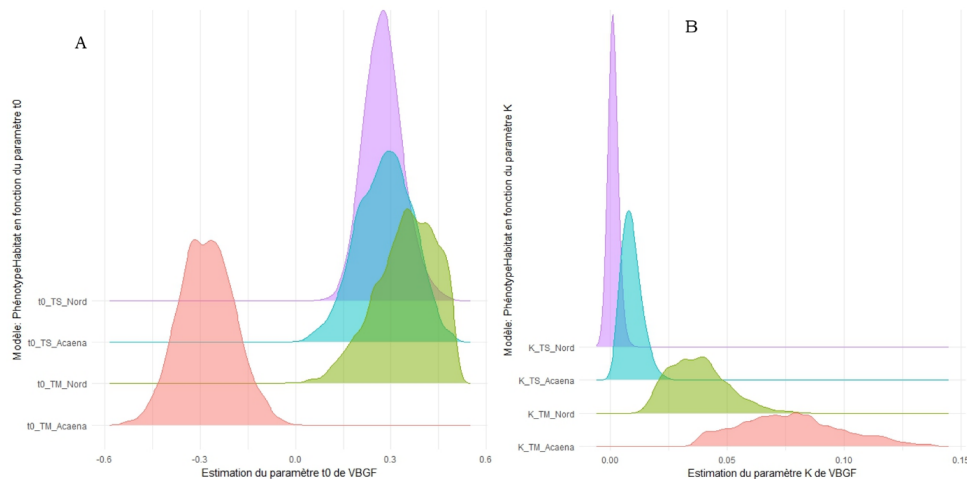 A
Modèle: PhénotypeHabitat en fonction du paramètre t0
t0_TS_Nord
t0_TS_Acaena
t0_TM_Nord
t0_TM_Acaena
-0.6 -0.3 0.0 0.3 0.6
Estimation du paramètre t0 de VBGF
B
Modèle: PhénotypeHabitat en fonction du paramètre K
K_TS_Nord
K_TS_Acaena
K_TM_Nord
K_TM_Acaena
0.00 0.05 0.10 0.15
Estimation du paramètre K de VBGF